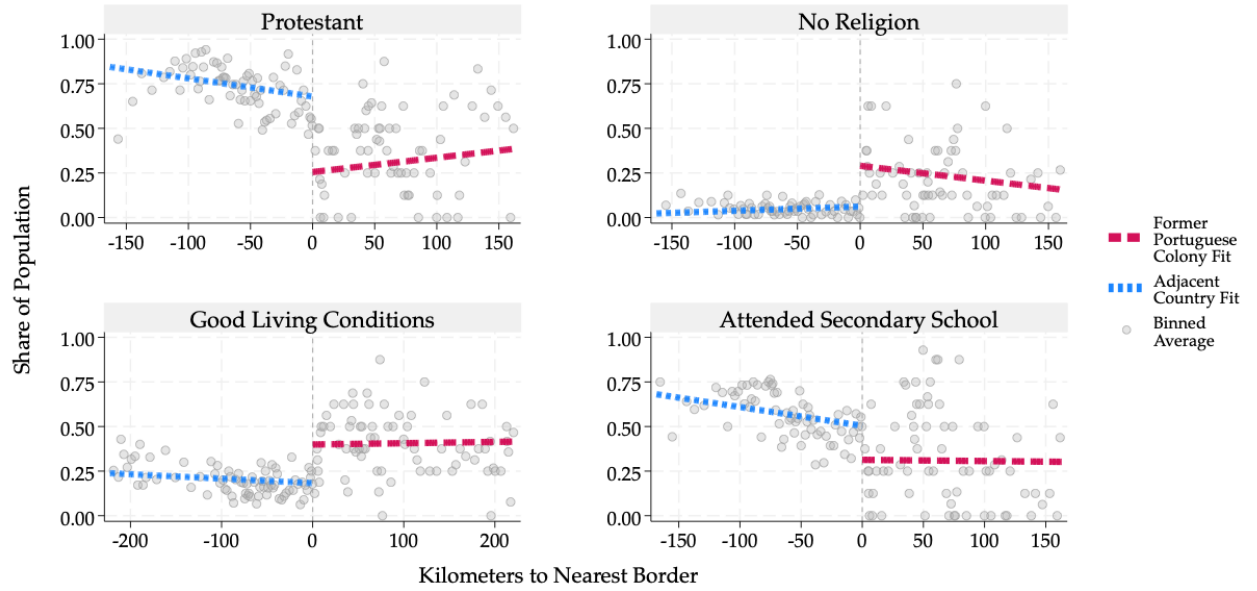 Protestant
No Religion
1.00
0.75
0.50
0.25
0.00
-150 -100 -50 0 50 100 150
1.00
0.75
0.50
0.25
0.00
-150 -100 -50 0 50 100 150
Share of Population
Good Living Conditions
Attended Secondary School
1.00
0.75
0.50
0.25
0.00
-200 -100 0 100 200
1.00
0.75
0.50
0.25
0.00
-150 -100 -50 0 50 100 150
Kilometers to Nearest Border
Former
Portuguese
Colony Fit
Adjacent
Country Fit
Binned
Average